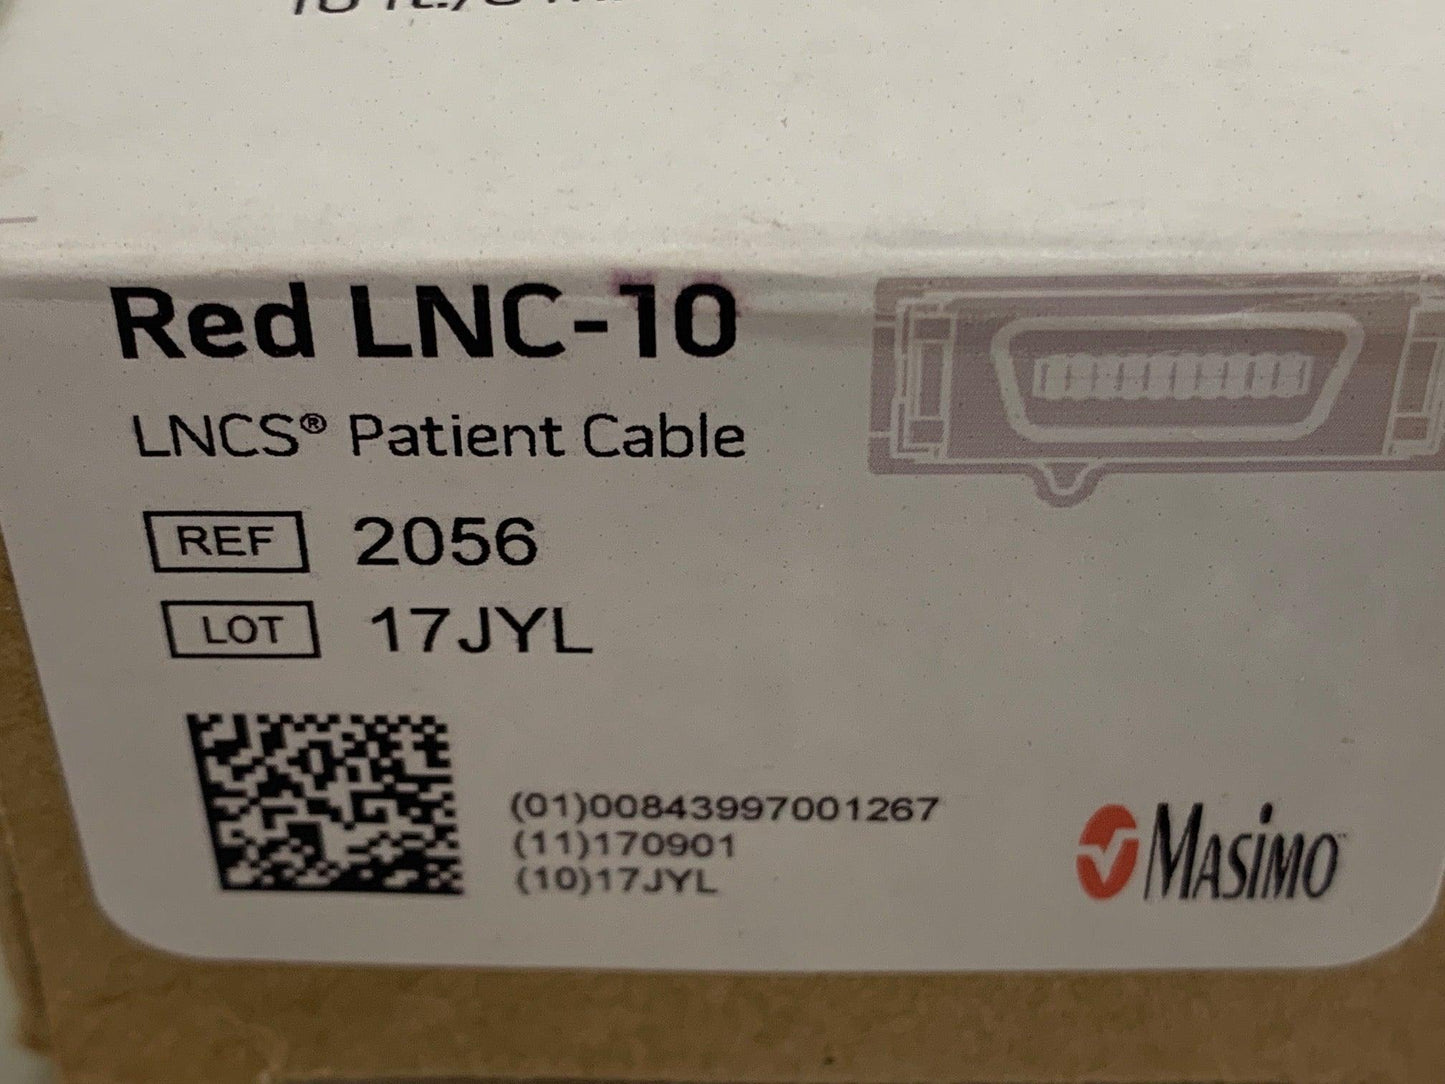 Red LNC-10
LNCS® Patient Cable
REF 2056
LOT 17JYL
(01)00843997001267
(11)170901
(10)17JYL
MASIMO